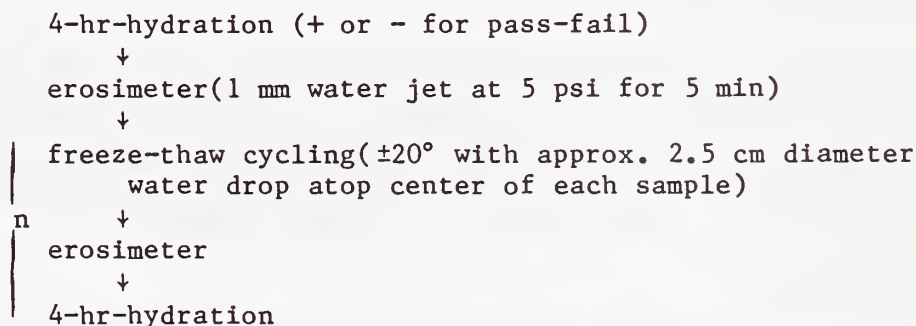 4-hr-hydration (+ or - for pass-fail)
↓
erosimeter(1 mm water jet at 5 psi for 5 min)
↓
freeze-thaw cycling(±20° with approx. 2.5 cm diameter
water drop atop center of each sample)
n ↓
erosimeter
↓
4-hr-hydration